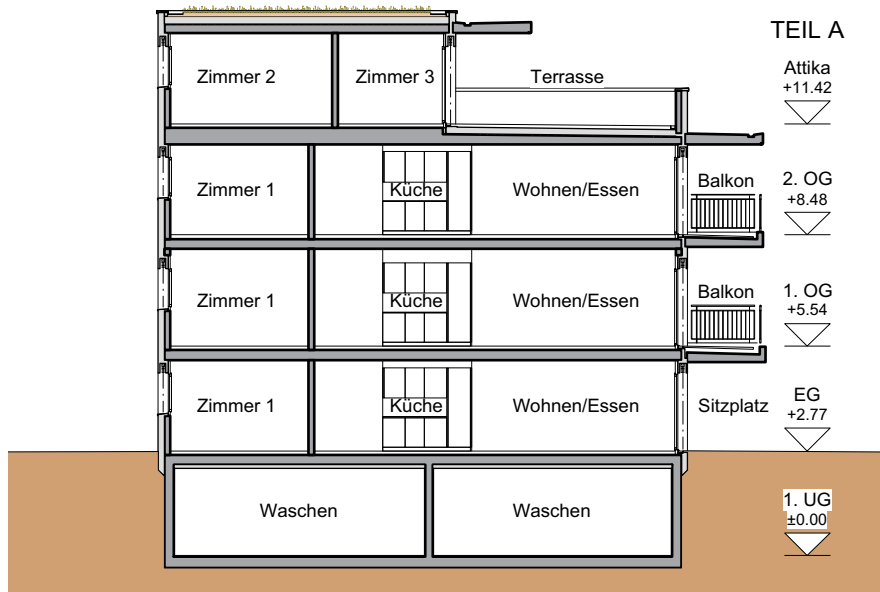 TEIL A
Zimmer 2
Zimmer 3
Terrasse
Attika
+11.42
Zimmer 1
Küche
Wohnen/Essen
Balkon
2. OG
+8.48
Zimmer 1
Küche
Wohnen/Essen
Balkon
1. OG
+5.54
Zimmer 1
Küche
Wohnen/Essen
Sitzplatz
EG
+2.77
Waschen
Waschen
1. UG
±0.00